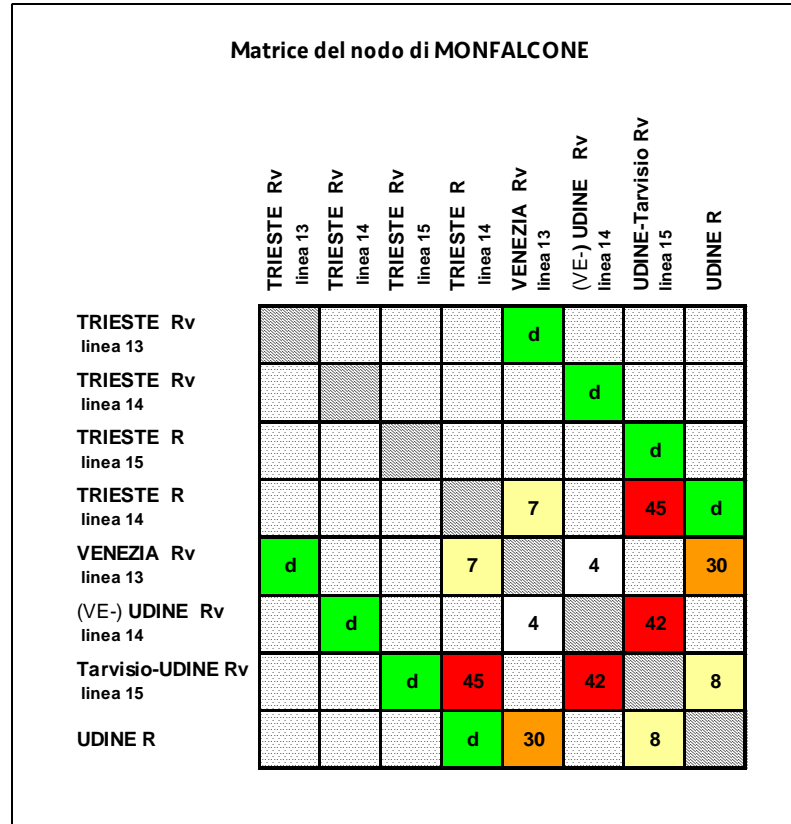 Matrice del nodo di MONFALCONE
TRIESTE Rv
linea 13
TRIESTE Rv
linea 14
TRIESTE Rv
linea 15
TRIESTE R
linea 14
VENEZIA Rv
linea 13
(VE-) UDINE Rv
linea 14
UDINE-Tarvisio Rv
linea 15
UDINE R
TRIESTE Rv
linea 13
d
TRIESTE Rv
linea 14
d
TRIESTE R
linea 15
d
TRIESTE R
linea 14
7 45 d
VENEZIA Rv
linea 13
d 7 4 30
(VE-) UDINE Rv
linea 14
d 4 42
Tarvisio-UDINE Rv
linea 15
d 45 42 8
UDINE R
d 30 8